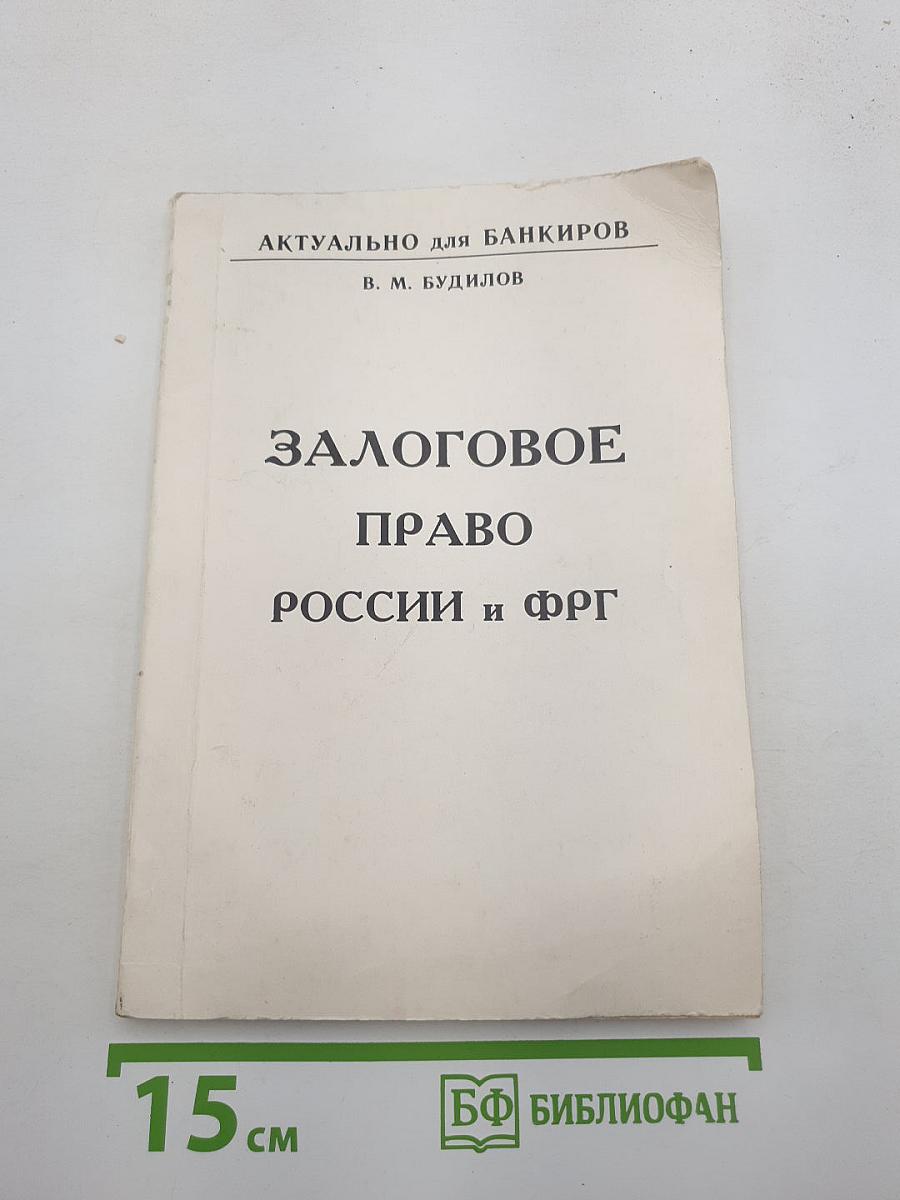 АКТУАЛЬНО для БАНКИРОВ
В. М. БУДИЛОВ
ЗАЛОГОВОЕ
ПРАВО
РОССИИ и ФРГ
15 см
БФ БИБЛИОФАН